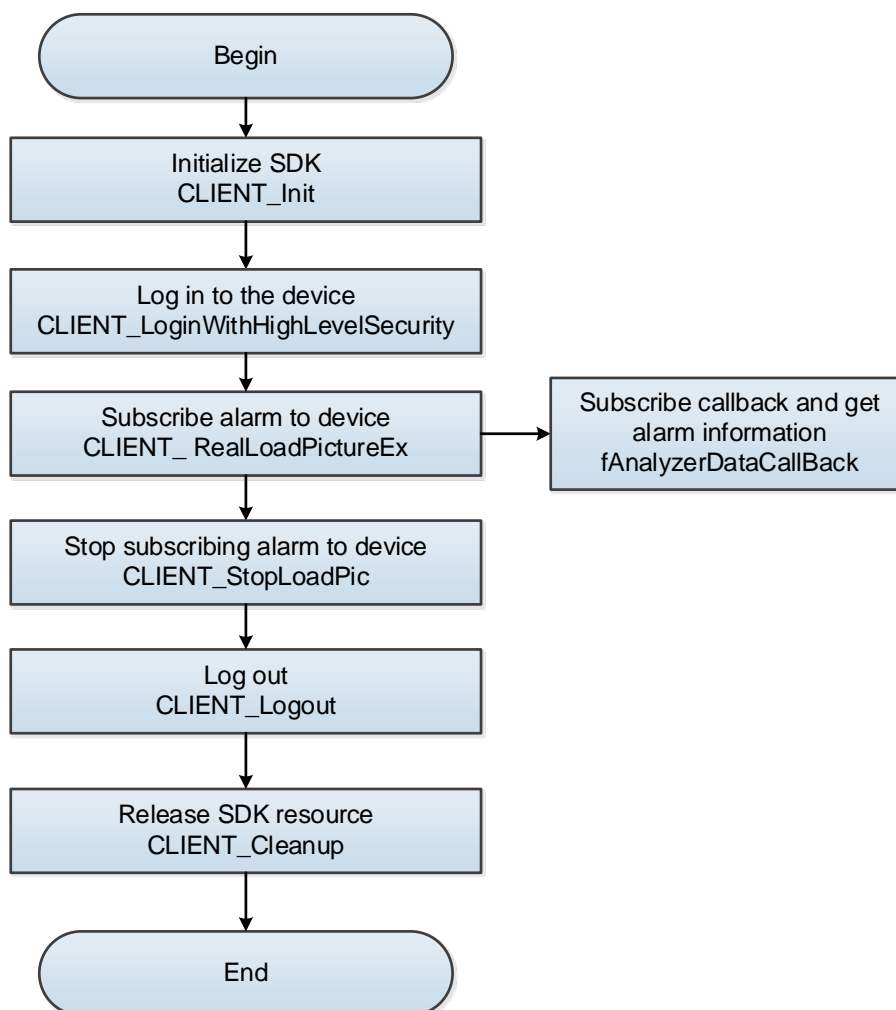 Begin
Initialize SDK
CLIENT_Init
Log in to the device
CLIENT_LoginWithHighLevelSecurity
Subscribe alarm to device
CLIENT_ RealLoadPictureEx
Subscribe callback and get
alarm information
fAnalyzerDataCallBack
Stop subscribing alarm to device
CLIENT_StopLoadPic
Log out
CLIENT_Logout
Release SDK resource
CLIENT_Cleanup
End